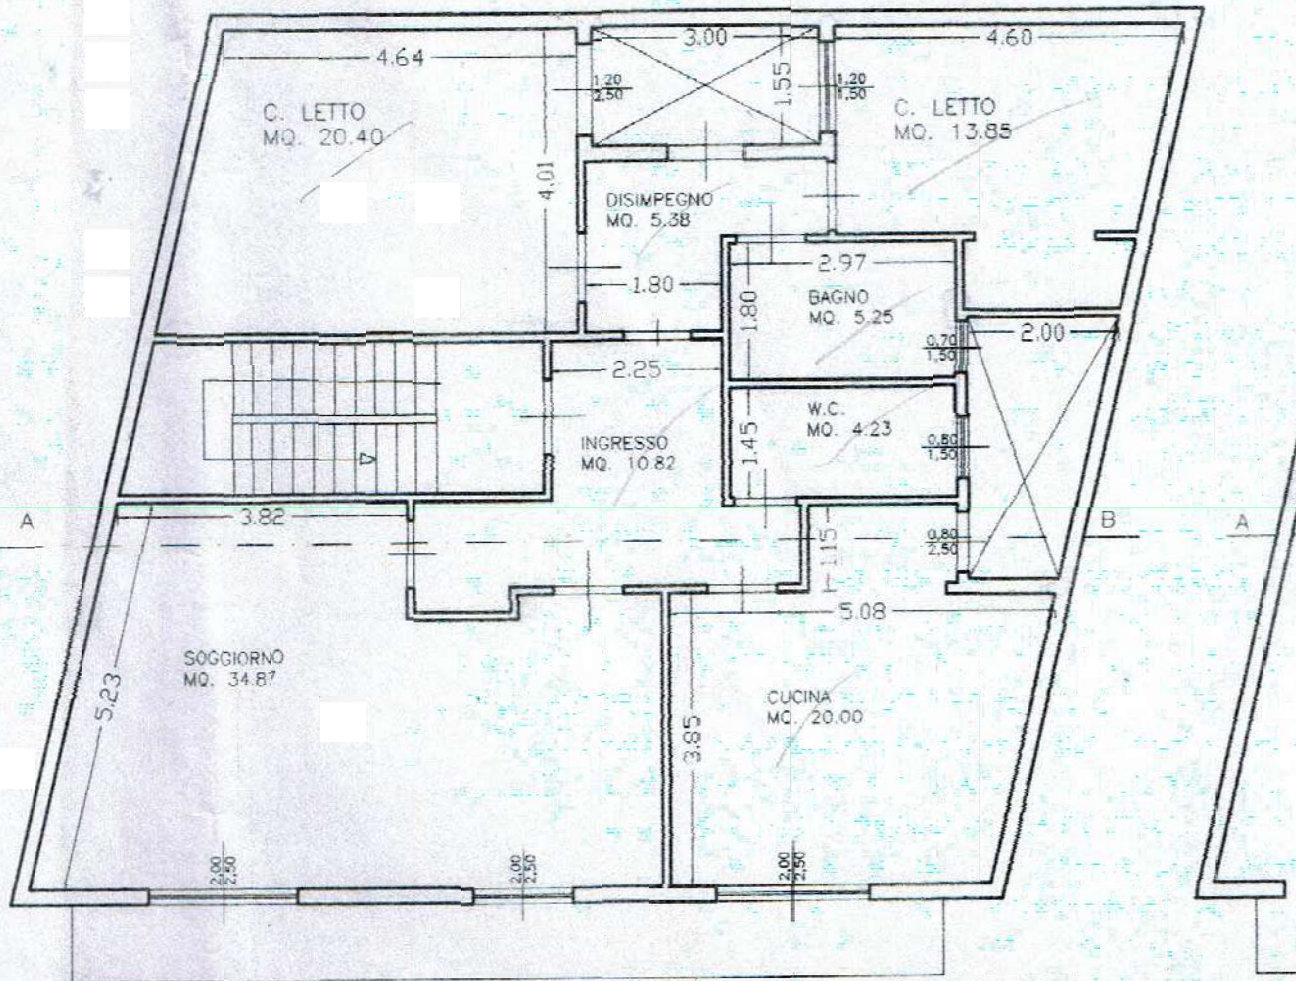 4.64
3.00
4.60
1.20
2.50
1.55
1.20
1.50
C. LETTO
MQ. 20.40
C. LETTO
MQ. 13.85
4.01
DISIMPEGNO
MQ. 5.38
1.80
2.97
1.80
BAGNO
MQ. 5.25
0.70
1.50
2.00
2.25
INGRESSO
MQ. 10.82
1.45
W.C.
MQ. 4.23
0.80
1.50
A
3.82
1.15
0.80
2.50
B
A
5.08
SOGGIORNO
MQ. 34.87
5.23
3.85
CUCINA
MQ. 20.00
2.00
2.50
2.00
2.50
2.00
2.50